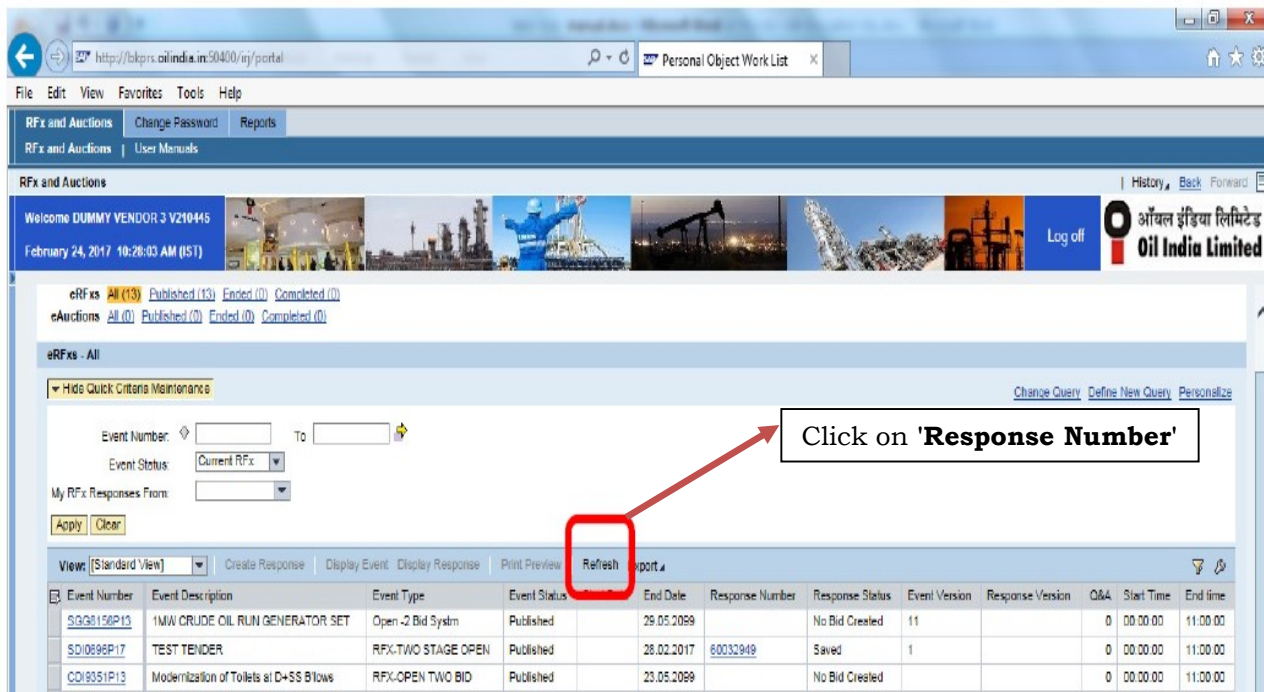 http://bkprs.oilindia.in:50400/irj/portal
Personal Object Work List
File Edit View Favorites Tools Help
RFx and Auctions Change Password Reports
RFx and Auctions | User Manuals
RFx and Auctions
| History Back Forward
Welcome DUMMY VENDOR 3 V210445
February 24, 2017 10:28:03 AM (IST)
Log off
ऑयल इंडिया लिमिटेड
Oil India Limited
eRFxs All (13) Published (13) Ended (0) Completed (0)
eAuctions All (0) Published (0) Ended (0) Completed (0)
eRFxs - All
Hide Quick Criteria Maintenance
Change Query Define New Query Personalize
Event Number: To
Event Status: Current RFx
My RFx Responses From:
Apply Clear
Click on 'Response Number'
View: [Standard View] Create Response Display Event Display Response Print Preview Refresh xport
Event Number Event Description Event Type Event Status End Date Response Number Response Status Event Version Response Version Q&A Start Time End time
SGG8158P13 1MW CRUDE OIL RUN GENERATOR SET Open -2 Bid Systm Published 29.05.2099 No Bid Created 11 0 00:00:00 11:00:00
SDI0696P17 TEST TENDER RFX-TWO STAGE OPEN Published 28.02.2017 60032949 Saved 1 0 00:00:00 11:00:00
CDI9351P13 Modernization of Toilets at D+SS B'lows RFX-OPEN TWO BID Published 23.05.2099 No Bid Created 0 00:00:00 11:00:00